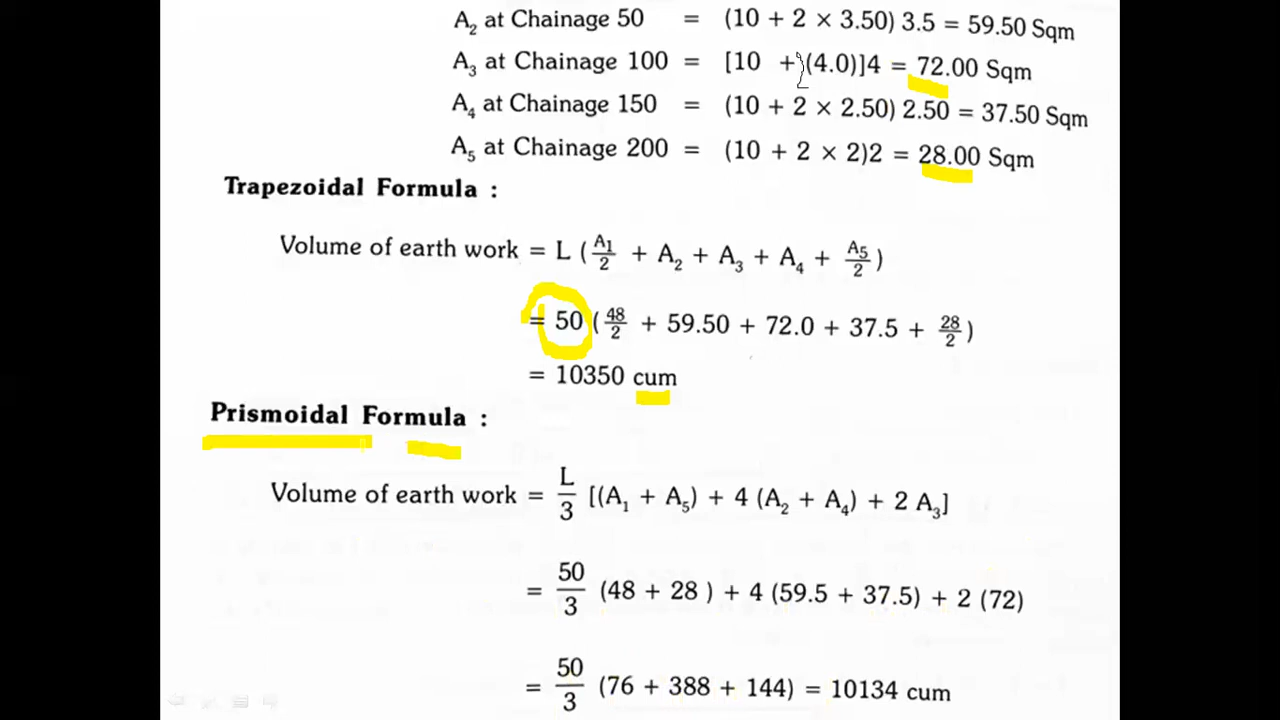 A₂ at Chainage 50 = (10 + 2 × 3.50) 3.5 = 59.50 Sqm
A₃ at Chainage 100 = [10 + (4.0)]4 = 72.00 Sqm
A₄ at Chainage 150 = (10 + 2 × 2.50) 2.50 = 37.50 Sqm
A₅ at Chainage 200 = (10 + 2 × 2)2 = 28.00 Sqm
Trapezoidal Formula :
Volume of earth work = L (A₁/2 + A₂ + A₃ + A₄ + A₅/2)
= 50 (48/2 + 59.50 + 72.0 + 37.5 + 28/2)
= 10350 cum
Prismoidal Formula :
Volume of earth work = L/3 [(A₁ + A₅) + 4 (A₂ + A₄) + 2 A₃]
= 50/3 (48 + 28 ) + 4 (59.5 + 37.5) + 2 (72)
= 50/3 (76 + 388 + 144) = 10134 cum